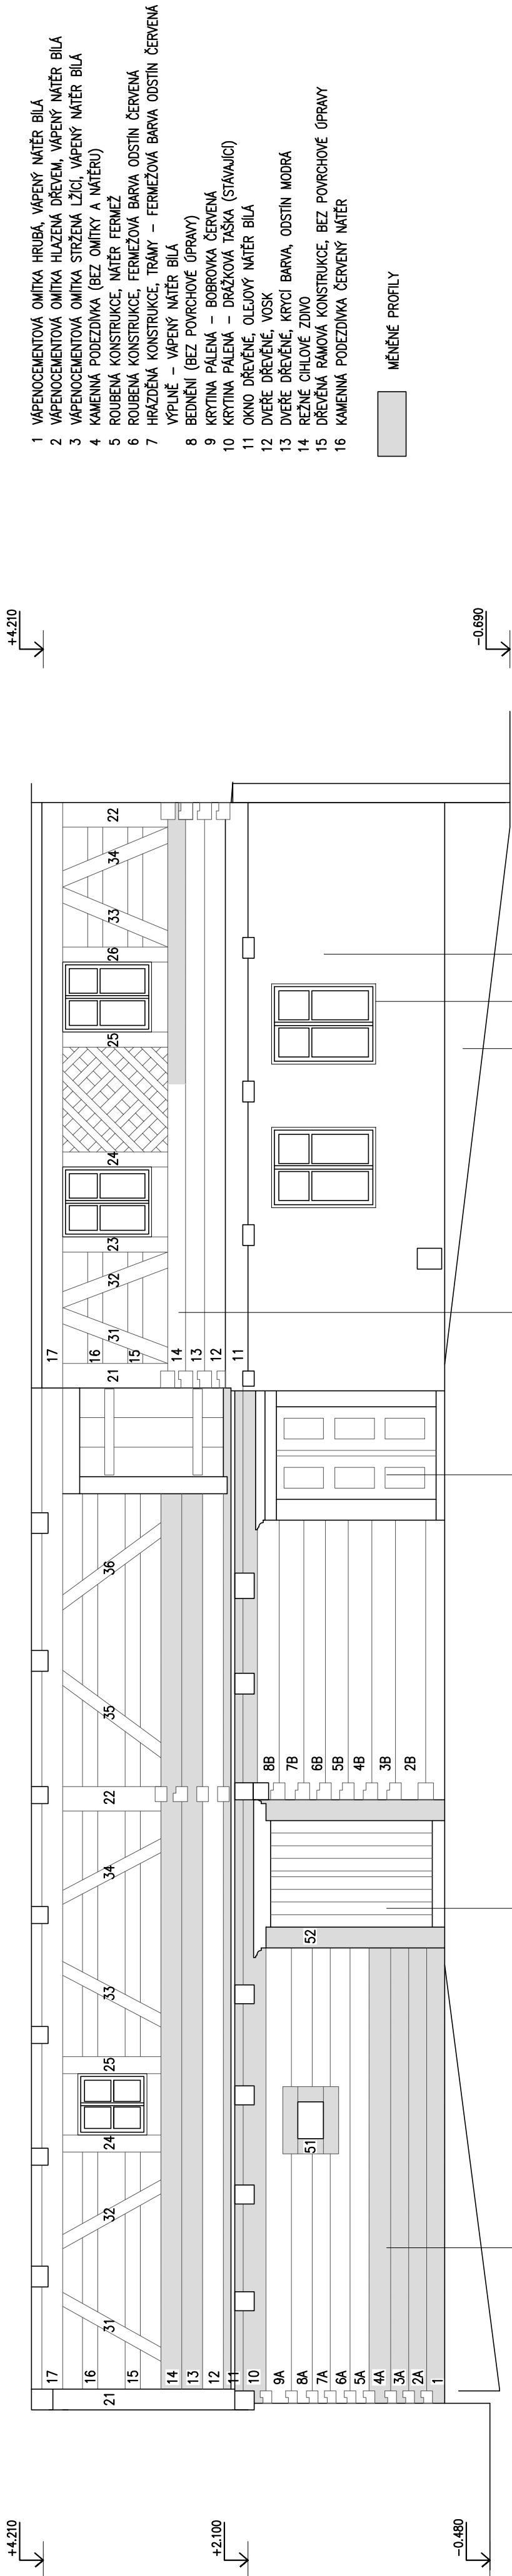 1 VÁPENOCEMENTOVÁ OMÍTKA HRUBÁ, VÁPENÝ NÁTĚR BÍLÁ
2 VÁPENOCEMENTOVÁ OMÍTKA HLAZENÁ DŘEVEM, VÁPENÝ NÁTĚR BÍLÁ
3 VÁPENOCEMENTOVÁ OMÍTKA STRŽENÁ LŽÍCÍ, VÁPENÝ NÁTĚR BÍLÁ
4 KAMENNÁ PODEZDÍVKA (BEZ OMÍTKY A NÁTĚRU)
5 ROUBENÁ KONSTRUKCE, NÁTĚR FERMEŽ
6 ROUBENÁ KONSTRUKCE, FERMEŽOVÁ BARVA ODSTÍN ČERVENÁ
7 HRÁZDĚNÁ KONSTRUKCE, TRÁMY – FERMEŽOVÁ BARVA ODSTÍN ČERVENÁ
VÝPLNĚ – VÁPENÝ NÁTĚR BÍLÁ
8 BEDNĚNÍ (BEZ POVRCHOVÉ ÚPRAVY)
9 KRYTINA PÁLENÁ – BOBROVKA ČERVENÁ
10 KRYTINA PÁLENÁ – DRÁŽKOVÁ TAŠKA (STÁVAJÍCÍ)
11 OKNO DŘEVĚNÉ, OLEJOVÝ NÁTĚR BÍLÁ
12 DVEŘE DŘEVĚNÉ, VOSK
13 DVEŘE DŘEVĚNÉ, KRYCÍ BARVA, ODSTÍN MODRÁ
14 REŽNÉ CIHLOVÉ ZDIVO
15 DŘEVĚNÁ RÁMOVÁ KONSTRUKCE, BEZ POVRCHOVÉ ÚPRAVY
16 KAMENNÁ PODEZDÍVKA ČERVENÝ NÁTĚR
MĚNĚNÉ PROFILY
+4.210
+2.100
-0.480
17
16
15
14
13
12
11
10
9A
8A
7A
6A
5A
4A
3A
2A
1
21
31
32
24
25
33
34
22
35
36
51
52
8B
7B
6B
5B
4B
3B
2B
17
16
15
14
13
12
11
21
31
32
23
24
25
26
33
34
22
+4.210
-0.690